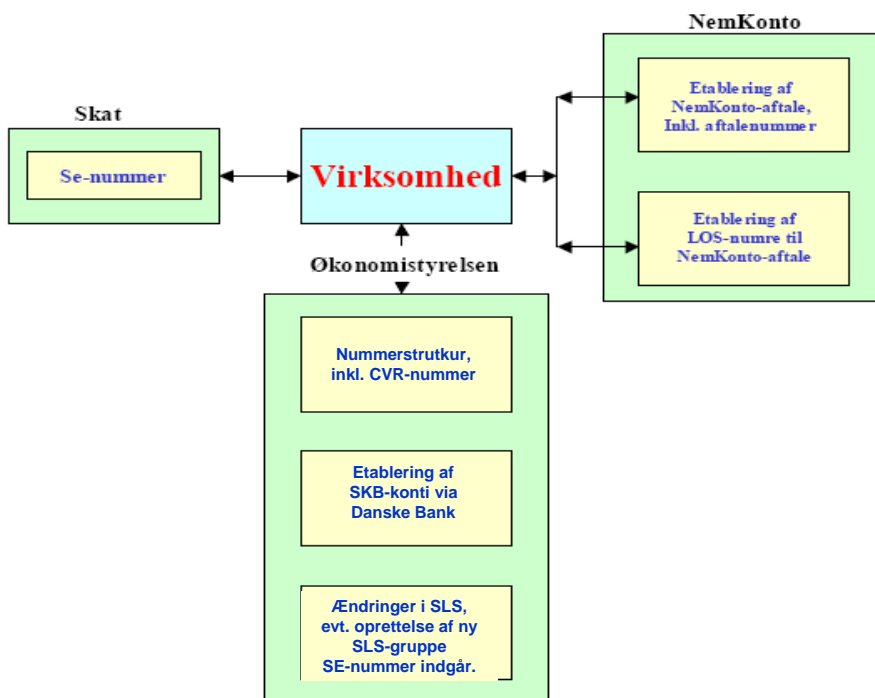 NemKonto
Etablering af
NemKonto-aftale,
Inkl. aftalenummer
Skat
Se-nummer
Virksomhed
Etablering af
LOS-numre til
NemKonto-aftale
Økonomistyrelsen
Nummerstrutkur,
inkl. CVR-nummer
Etablering af
SKB-konti via
Danske Bank
Ændringer i SLS,
evt. oprettelse af ny
SLS-gruppe
SE-nummer indgår.